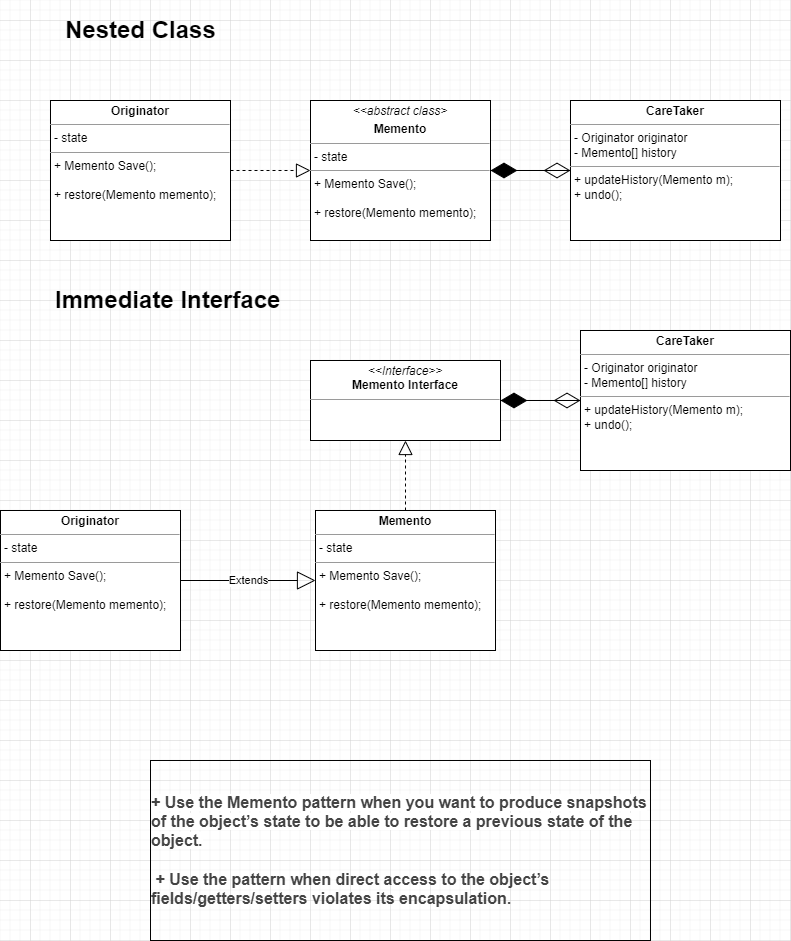 Nested Class
Originator
- state
+ Memento Save();
+ restore(Memento memento);
<<abstract class>
Memento
- state
+ Memento Save();
+ restore(Memento memento);
CareTaker
- Originator originator
- Memento[] history
+ updateHistory(Memento m);
+ undo();
Immediate Interface
<<Interface>>
Memento Interface
CareTaker
- Originator originator
- Memento[] history
+ updateHistory(Memento m);
+ undo();
Originator
- state
+ Memento Save();
+ restore(Memento memento);
Extends
Memento
- state
+ Memento Save();
+ restore(Memento memento);
+ Use the Memento pattern when you want to produce snapshots
of the object’s state to be able to restore a previous state of the
object.
+ Use the pattern when direct access to the object’s
fields/getters/setters violates its encapsulation.